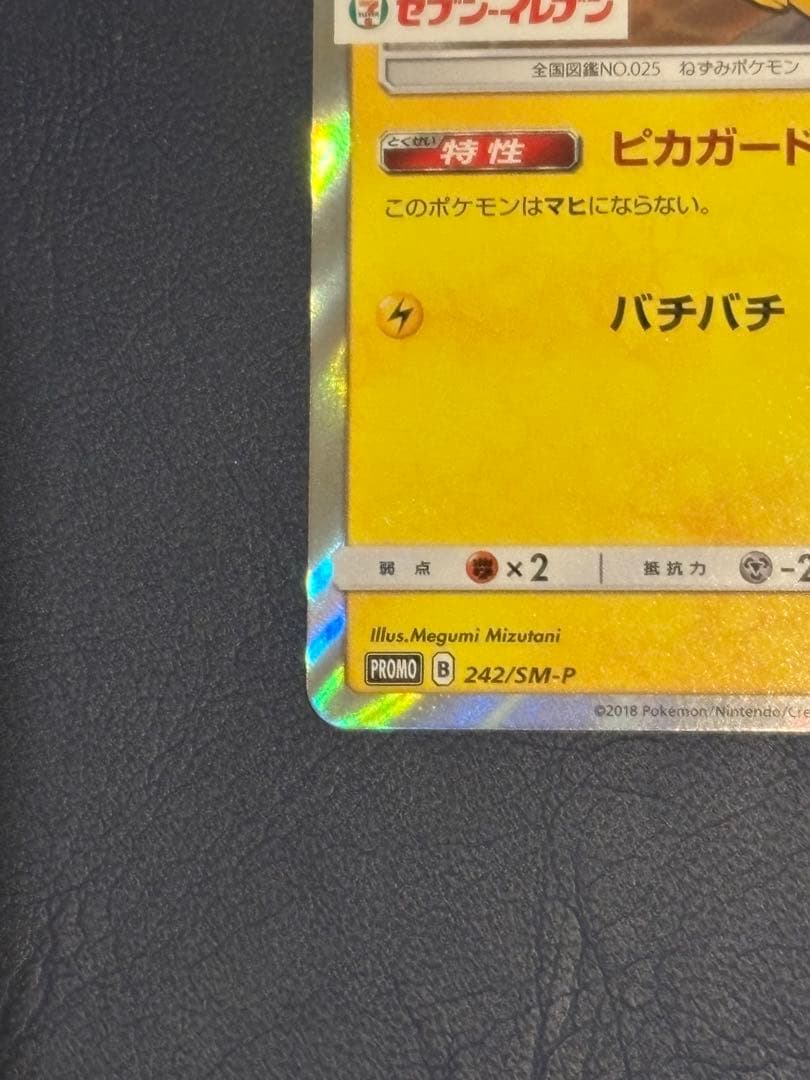 セブン-イレブン
全国図鑑NO.025 ねずみポケモン
とくせい
特性 ピカガード
このポケモンはマヒにならない。
バチバチ
弱点 ×2 抵抗力 -2
Illus.Megumi Mizutani
PROMO B 242/SM-P
©2018 Pokémon/Nintendo/Cre